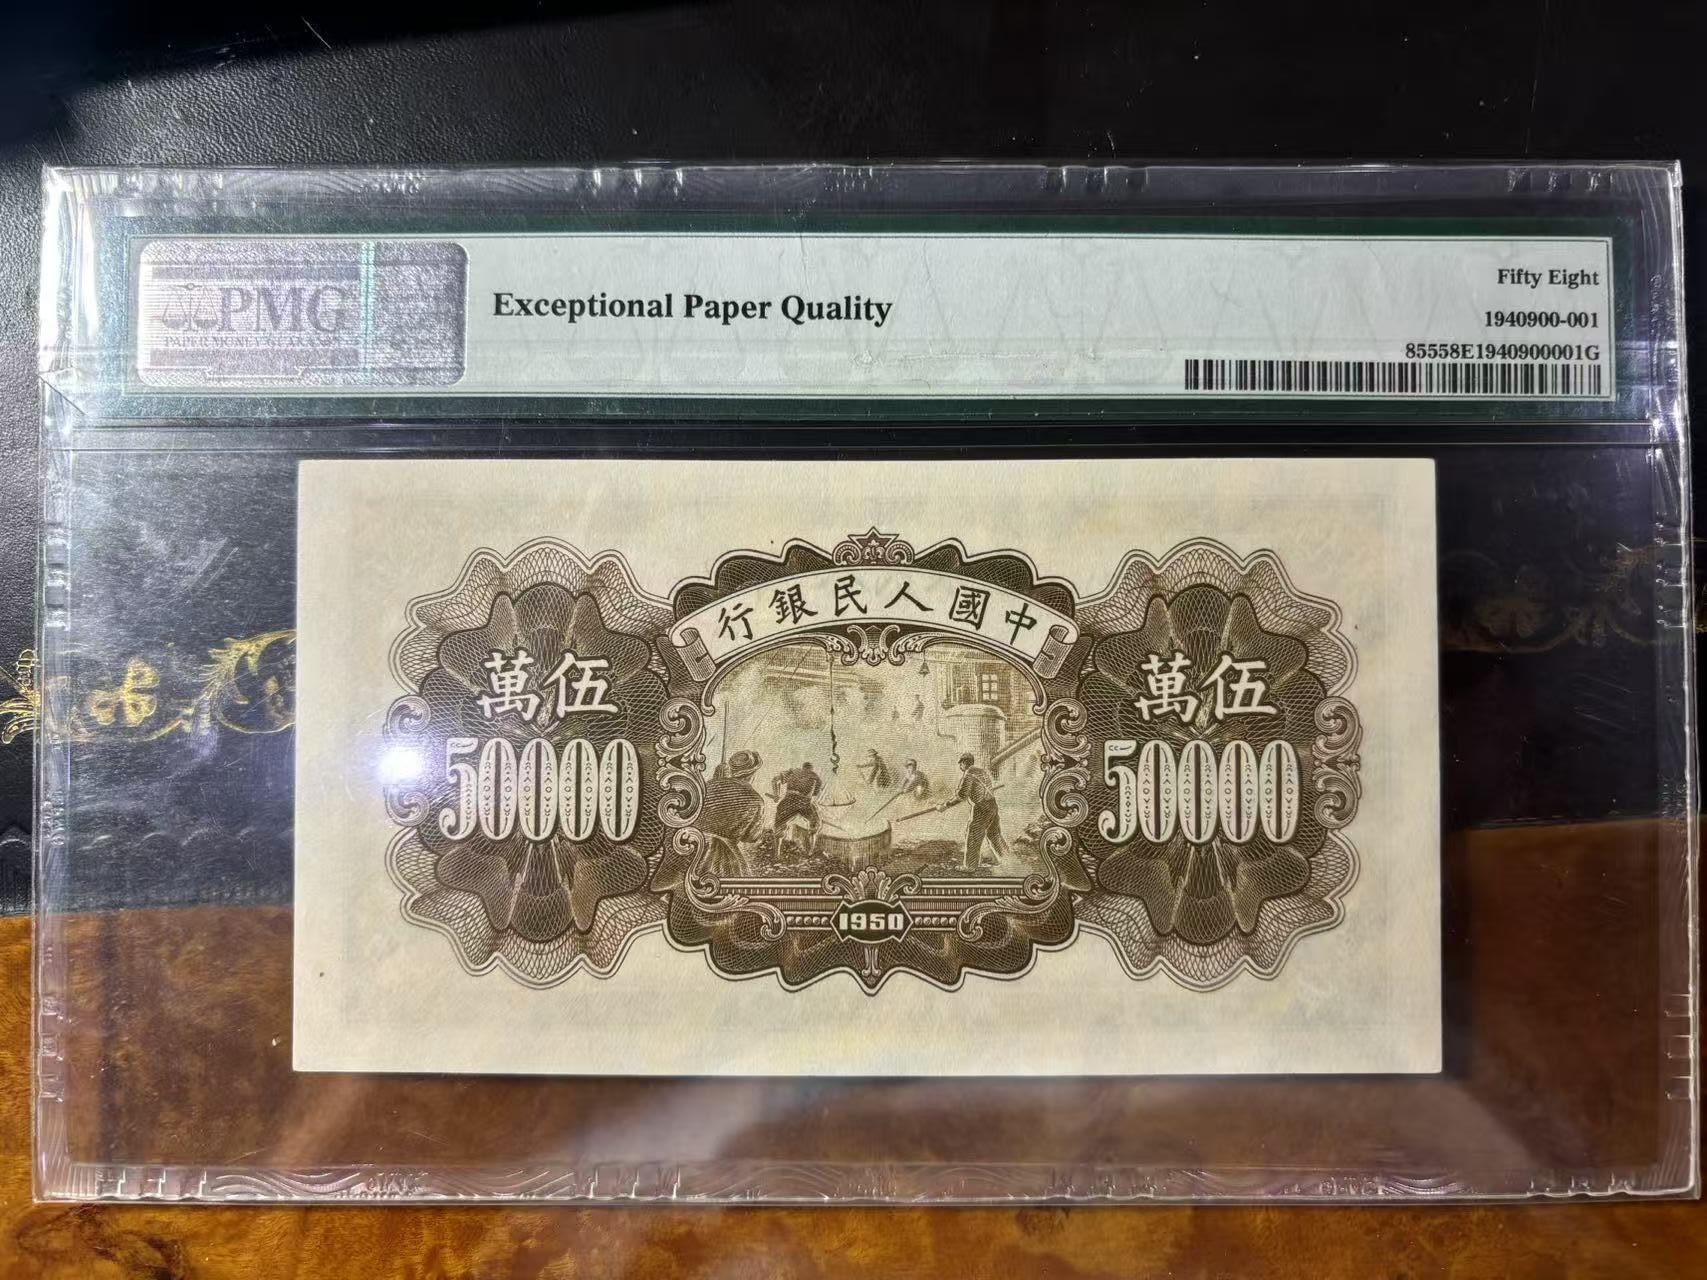 PMG
PAPER MONEY GUARANTY
Exceptional Paper Quality
Fifty Eight
1940900-001
85558E1940900001G
行銀民人國中
萬伍
50000
萬伍
50000
1950